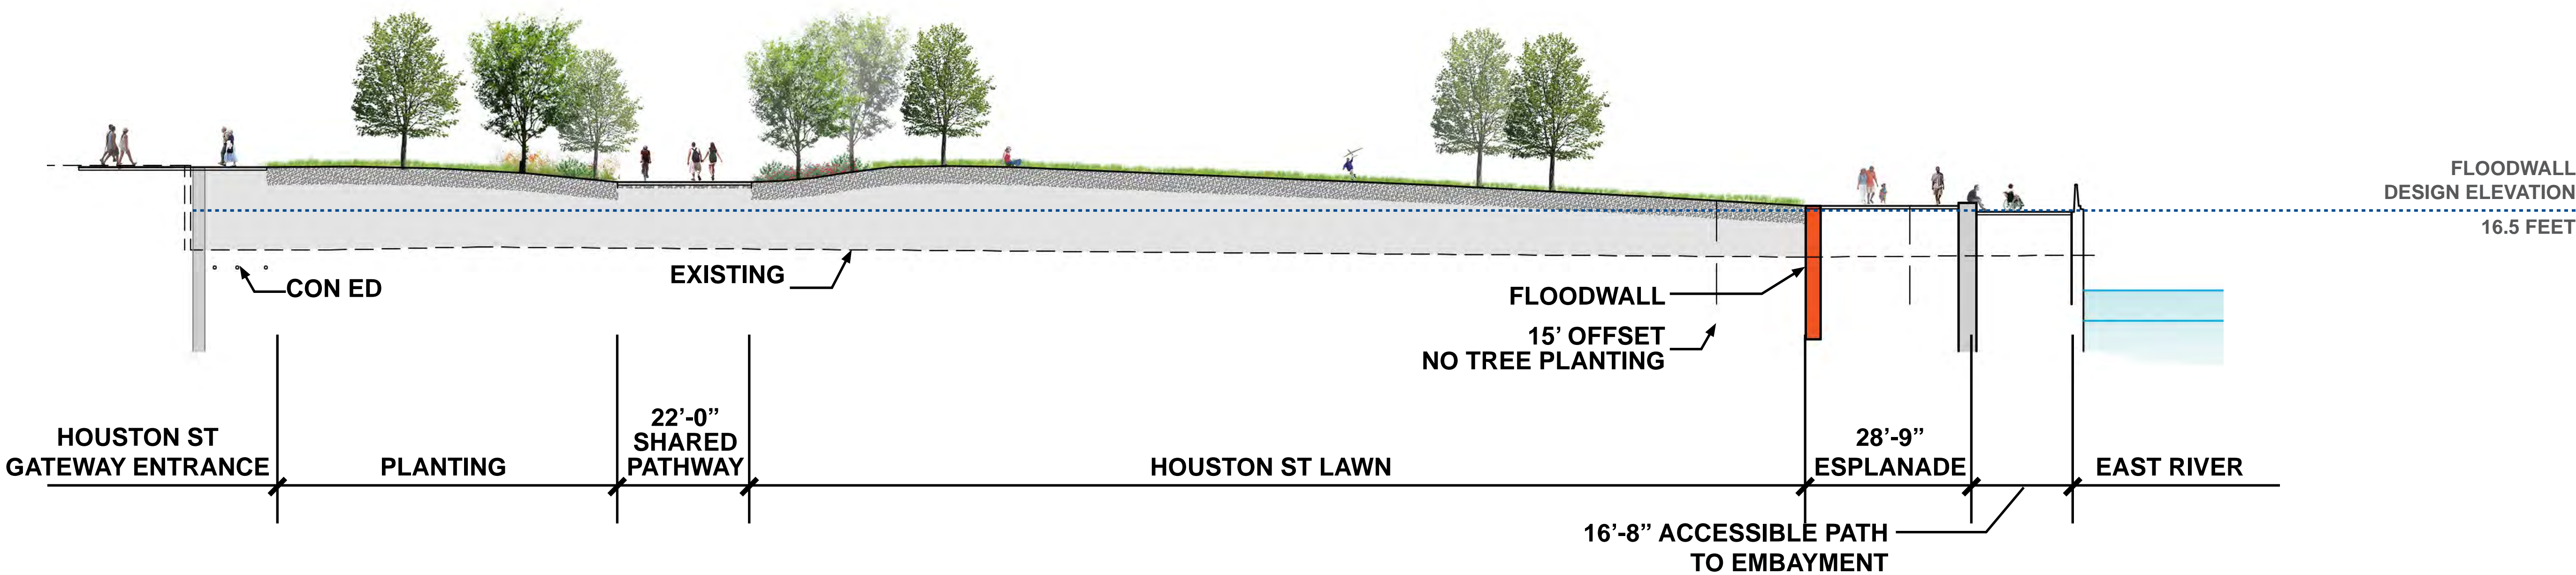 FLOODWALL
DESIGN ELEVATION
16.5 FEET
CON ED
EXISTING
FLOODWALL
15’ OFFSET
NO TREE PLANTING
HOUSTON ST
GATEWAY ENTRANCE
PLANTING
22’-0”
SHARED
PATHWAY
HOUSTON ST LAWN
28’-9”
ESPLANADE
EAST RIVER
16’-8” ACCESSIBLE PATH
TO EMBAYMENT